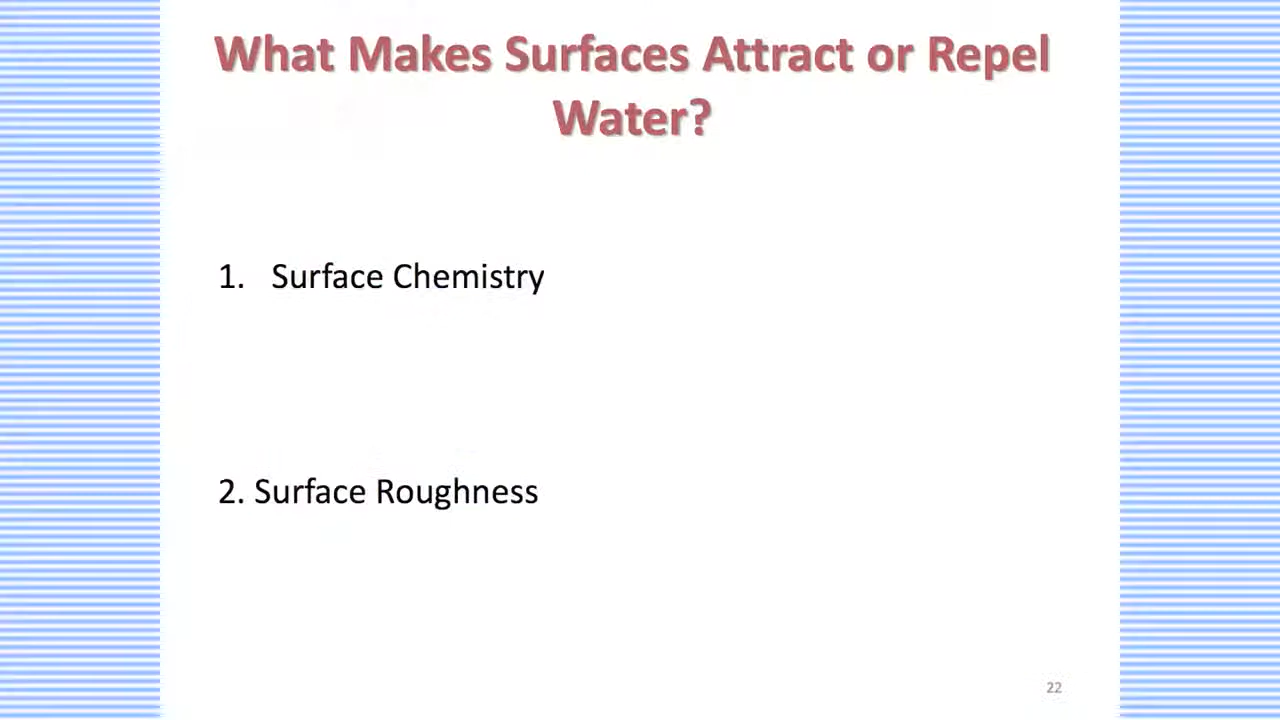 What Makes Surfaces Attract or Repel
Water?
1. Surface Chemistry
2. Surface Roughness
22